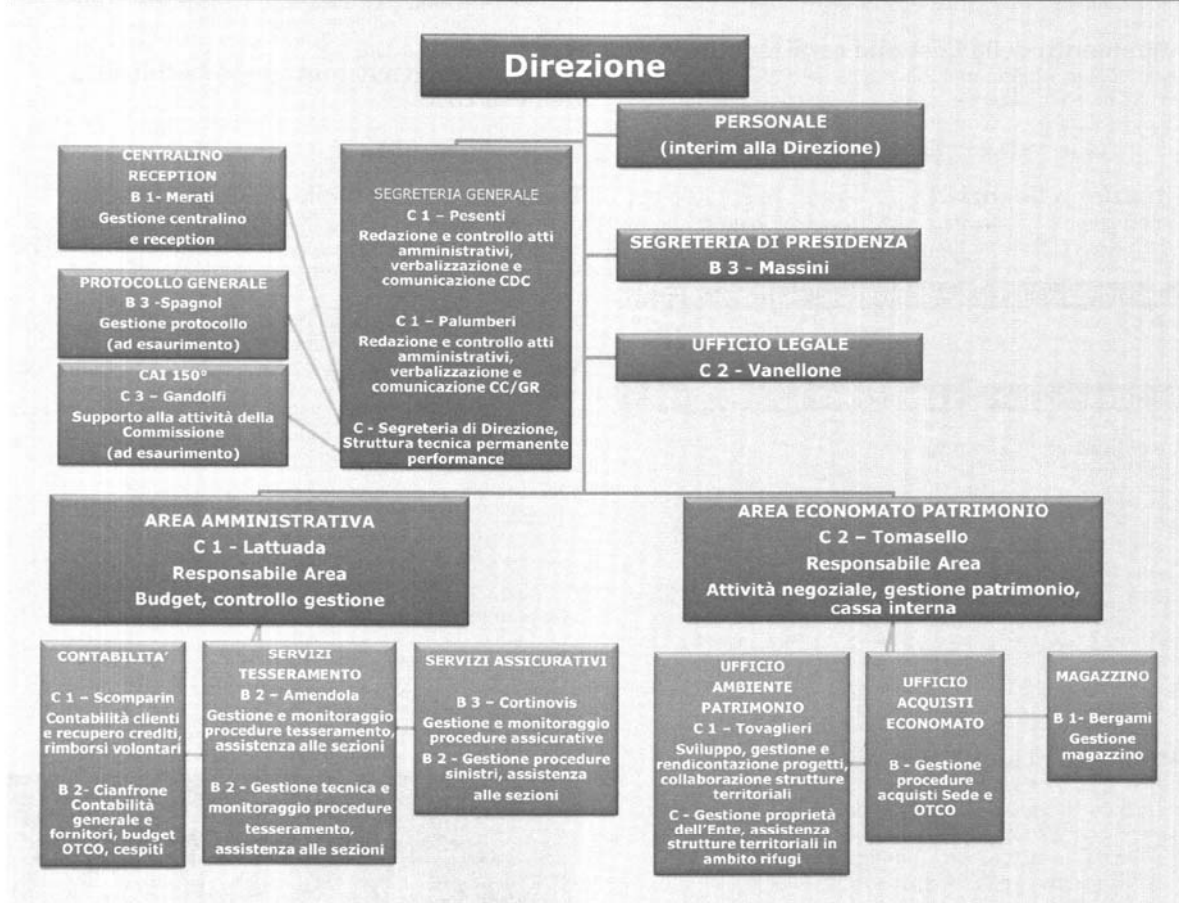 Direzione
PERSONALE
(interim alla Direzione)
CENTRALINO
RECEPTION
B 1- Merati
Gestione centralino
e reception
SEGRETERIA GENERALE
C 1 – Pesenti
Redazione e controllo atti
amministrativi,
verbalizzazione e
comunicazione CDC
C 1 – Palumberi
Redazione e controllo atti
amministrativi,
verbalizzazione e
comunicazione CC/GR
C - Segreteria di Direzione,
Struttura tecnica permanente
performance
SEGRETERIA DI PRESIDENZA
B 3 - Massini
PROTOCOLLO GENERALE
B 3 -Spagnol
Gestione protocollo
(ad esaurimento)
UFFICIO LEGALE
C 2 - Vanellone
CAI 150°
C 3 – Gandolfi
Supporto alla attività della
Commissione
(ad esaurimento)
AREA AMMINISTRATIVA
C 1 - Lattuada
Responsabile Area
Budget, controllo gestione
AREA ECONOMATO PATRIMONIO
C 2 – Tomasello
Responsabile Area
Attività negoziale, gestione patrimonio,
cassa interna
CONTABILITA'
C 1 – Scomparin
Contabilità clienti
e recupero crediti,
rimborsi volontari
B 2- Cianfrone
Contabilità
generale e
fornitori, budget
OTCO, cespiti
SERVIZI
TESSERAMENTO
B 2 – Amendola
Gestione e monitoraggio
procedure tesseramento,
assistenza alle sezioni
B 2 - Gestione tecnica e
monitoraggio procedure
tesseramento,
assistenza alle sezioni
SERVIZI ASSICURATIVI
B 3 – Cortinovis
Gestione e monitoraggio
procedure assicurative
B 2 - Gestione procedure
sinistri, assistenza
alle sezioni
UFFICIO
AMBIENTE
PATRIMONIO
C 1 – Tovaglieri
Sviluppo, gestione e
rendicontazione progetti,
collaborazione strutture
territoriali
C - Gestione proprietà
dell'Ente, assistenza
strutture territoriali in
ambito rifugi
UFFICIO
ACQUISTI
ECONOMATO
B - Gestione
procedure
acquisti Sede e
OTCO
MAGAZZINO
B 1- Bergami
Gestione
magazzino